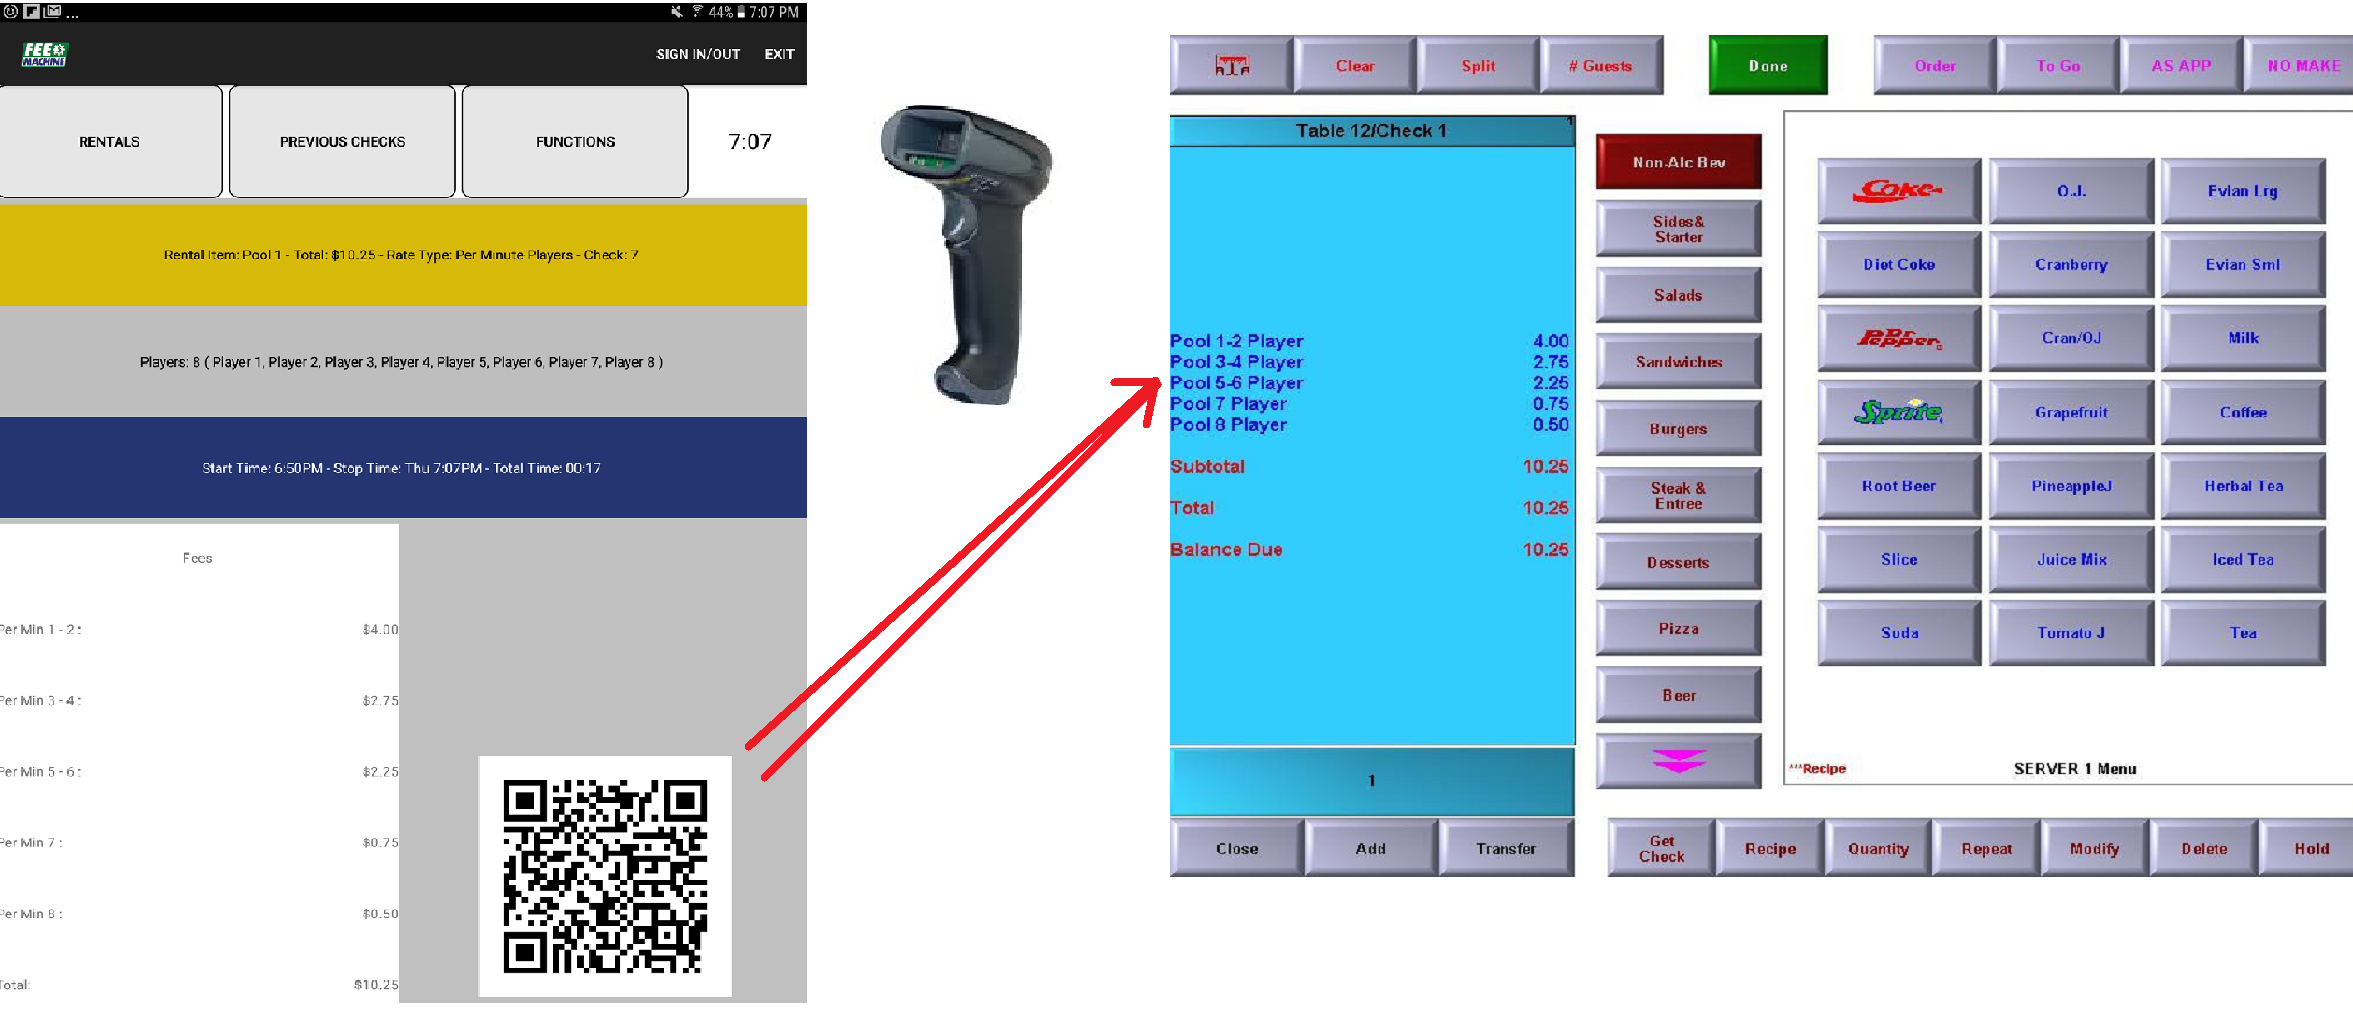 ... 44% 7:07 PM
FEE
MACHINE
SIGN IN/OUT EXIT
RENTALS PREVIOUS CHECKS FUNCTIONS 7:07
Rental Item: Pool 1 - Total: $10.25 - Rate Type: Per Minute Players - Check: 7
Players: 8 ( Player 1, Player 2, Player 3, Player 4, Player 5, Player 6, Player 7, Player 8 )
Start Time: 6:50PM - Stop Time: Thu 7:07PM - Total Time: 00:17
Fees
Per Min 1 - 2 : $4.00
Per Min 3 - 4 : $2.75
Per Min 5 - 6 : $2.25
Per Min 7 : $0.75
Per Min 8 : $0.50
Total: $10.25
Clear Split # Guests Done Order To Go AS APP NO MAKE
Table 12/Check 1 1
Pool 1-2 Player 4.00
Pool 3-4 Player 2.75
Pool 5-6 Player 2.25
Pool 7 Player 0.75
Pool 8 Player 0.50
Subtotal 10.25
Total 10.25
Balance Due 10.25
1
Close Add Transfer
Non-Alc Bev
Sides&
Starter
Salads
Sandwiches
Burgers
Steak &
Entree
Desserts
Pizza
Beer
Coke O.J. Evian Lrg
Diet Coke Cranberry Evian Sml
DR Pepper Cran/OJ Milk
Sprite Grapefruit Coffee
Root Beer PineappleJ Herbal Tea
Slice Juice Mix Iced Tea
Soda Tomato J Tea
***Recipe SERVER 1 Menu
Get
Check
Recipe Quantity Repeat Modify Delete Hold